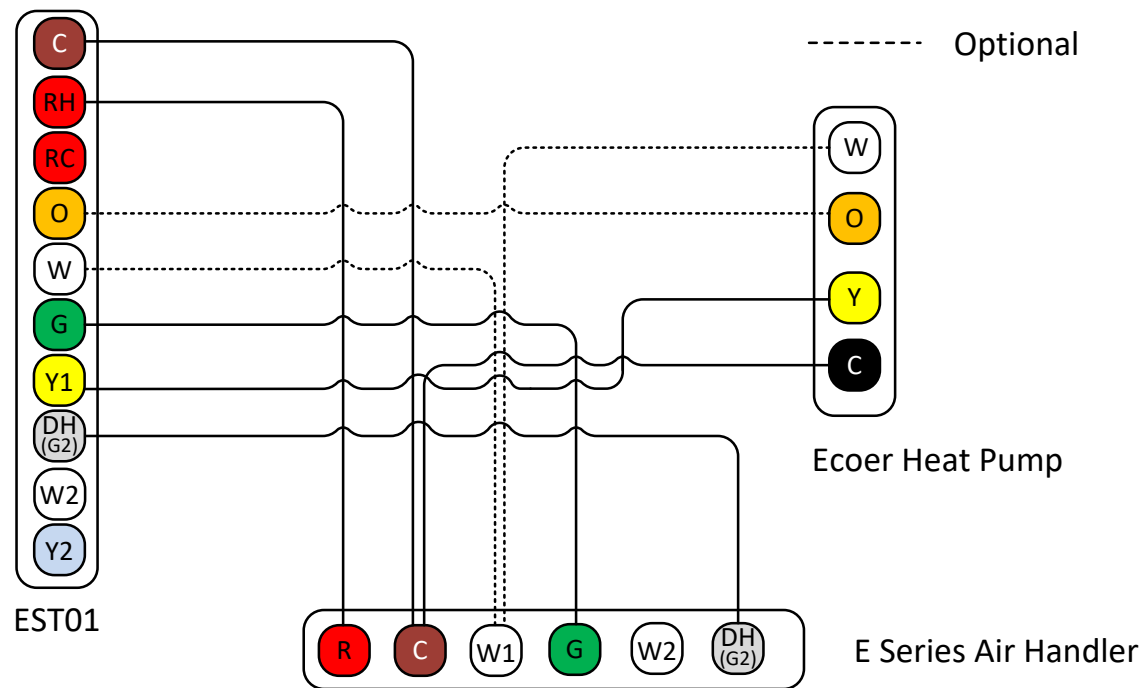 C
RH
RC
O
W
G
Y1
DH
(G2)
W2
Y2
EST01
Optional
W
O
Y
C
Ecoer Heat Pump
R
C
W1
G
W2
DH
(G2)
E Series Air Handler